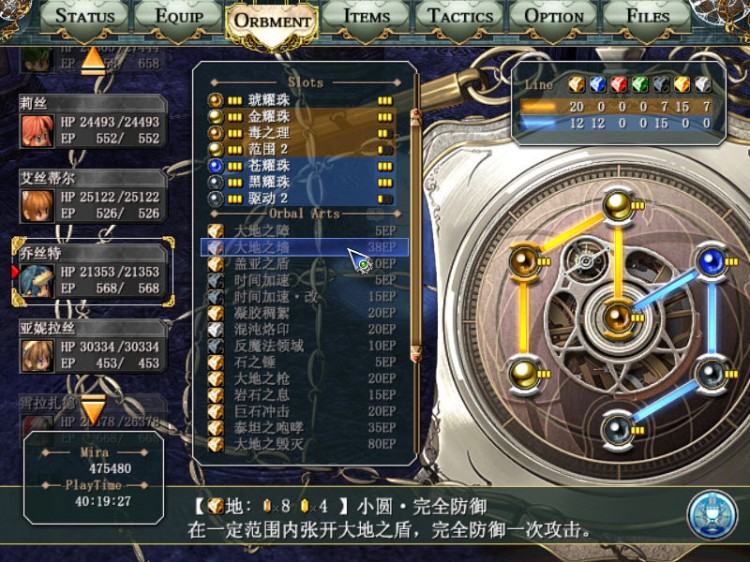 STATUS EQUIP ORBMENT ITEMS TACTICS OPTION FILES
EP 658/ 658
莉丝
HP 24493/24493
EP 552/ 552
艾丝蒂尔
HP 25122/25122
EP 526/ 526
乔丝特
HP 21353/21353
EP 568/ 568
亚妮拉丝
HP 30334/30334
EP 453/ 453
Mira
475480
PlayTime
40:19:27
Slots
琥耀珠
金耀珠
毒之理
范围 2
苍耀珠
黑耀珠
驱动 2
Orbal Arts
大地之障 5EP
大地之墙 38EP
盖亚之盾
时间加速 5EP
时间加速·改 15EP
凝胶稠絮 20EP
混沌烙印 20EP
反魔法领域 10EP
石之锤 5EP
大地之枪 20EP
岩石之息 15EP
巨石冲击 20EP
泰坦之咆哮 35EP
大地之毁灭 80EP
Line
20 0 0 0 7 15 7
12 12 0 0 15 0 0
【地: ×8 ×4 】小圆·完全防御
在一定范围内张开大地之盾，完全防御一次攻击。